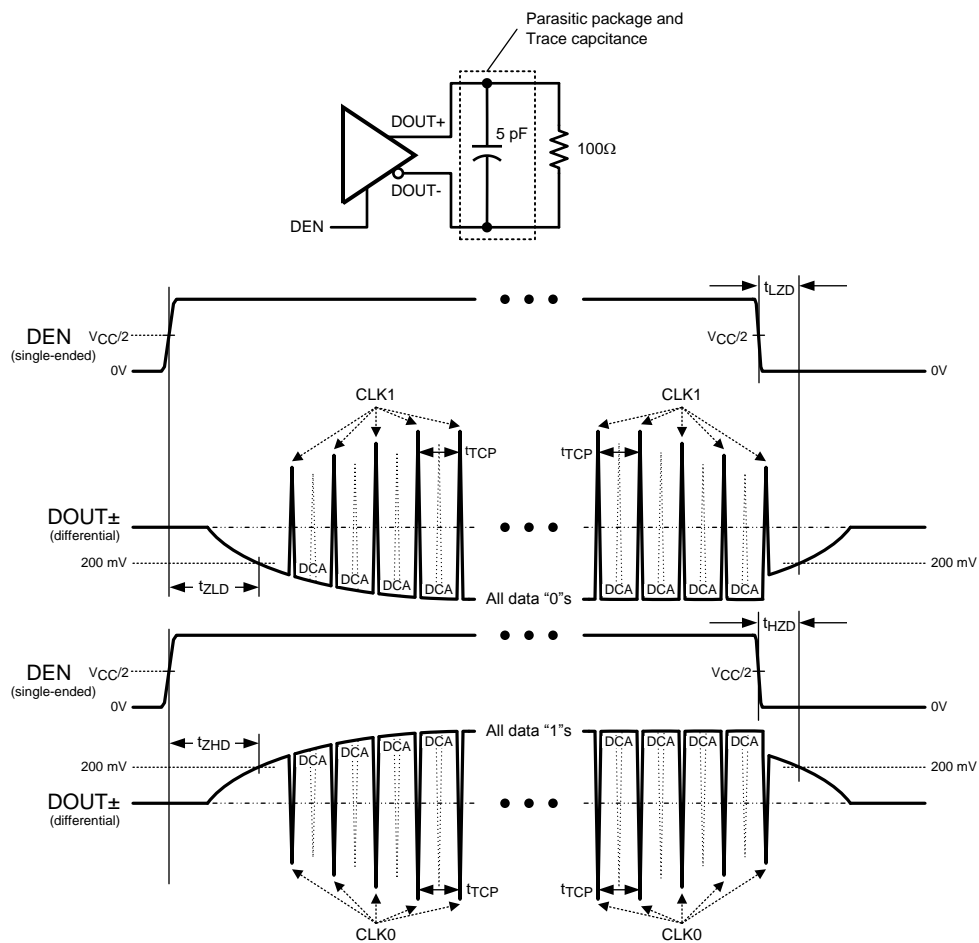 Parasitic package and
Trace capcitance
DOUT+
5 pF
100Ω
DOUT-
DEN
tLZD
DEN
(single-ended)
VCC/2
0V
VCC/2
0V
CLK1
CLK1
tTCP
tTCP
DOUT±
(differential)
200 mV
200 mV
tZLD
DCA
DCA
DCA
DCA
DCA
DCA
DCA
DCA
All data “0”s
tHZD
DEN
(single-ended)
VCC/2
0V
VCC/2
0V
All data “1”s
tZHD
DCA
DCA
DCA
DCA
DCA
DCA
DCA
DCA
200 mV
200 mV
DOUT±
(differential)
tTCP
tTCP
CLK0
CLK0